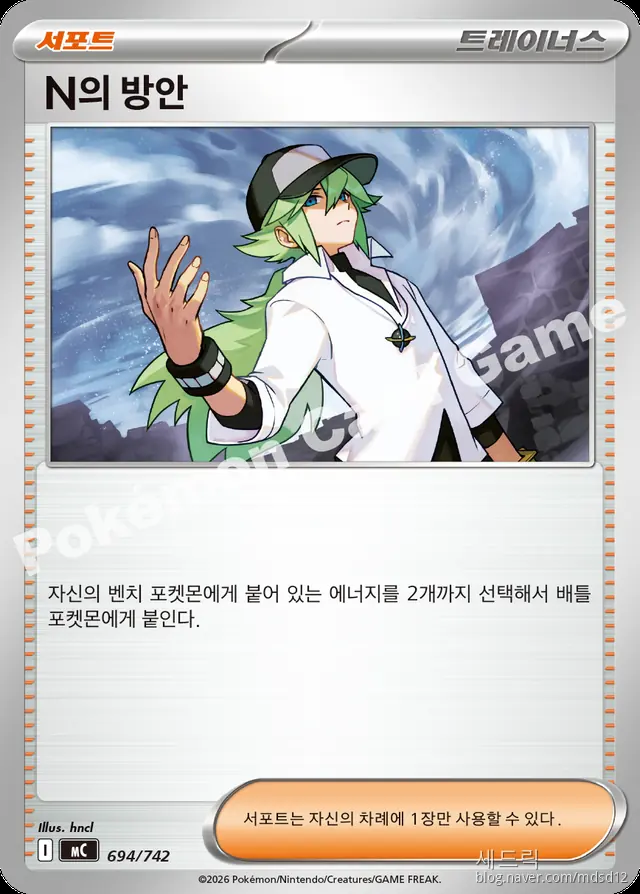 서포트
트레이너스
N의 방안
Pokémon Card Game
자신의 벤치 포켓몬에게 붙어 있는 에너지를 2개까지 선택해서 배틀
포켓몬에게 붙인다.
서포트는 자신의 차례에 1장만 사용할 수 있다.
Illus. hncl
I MC 694/742
©2026 Pokémon/Nintendo/Creatures/GAME FREAK.
세드릭
blog.naver.com/mdsd12